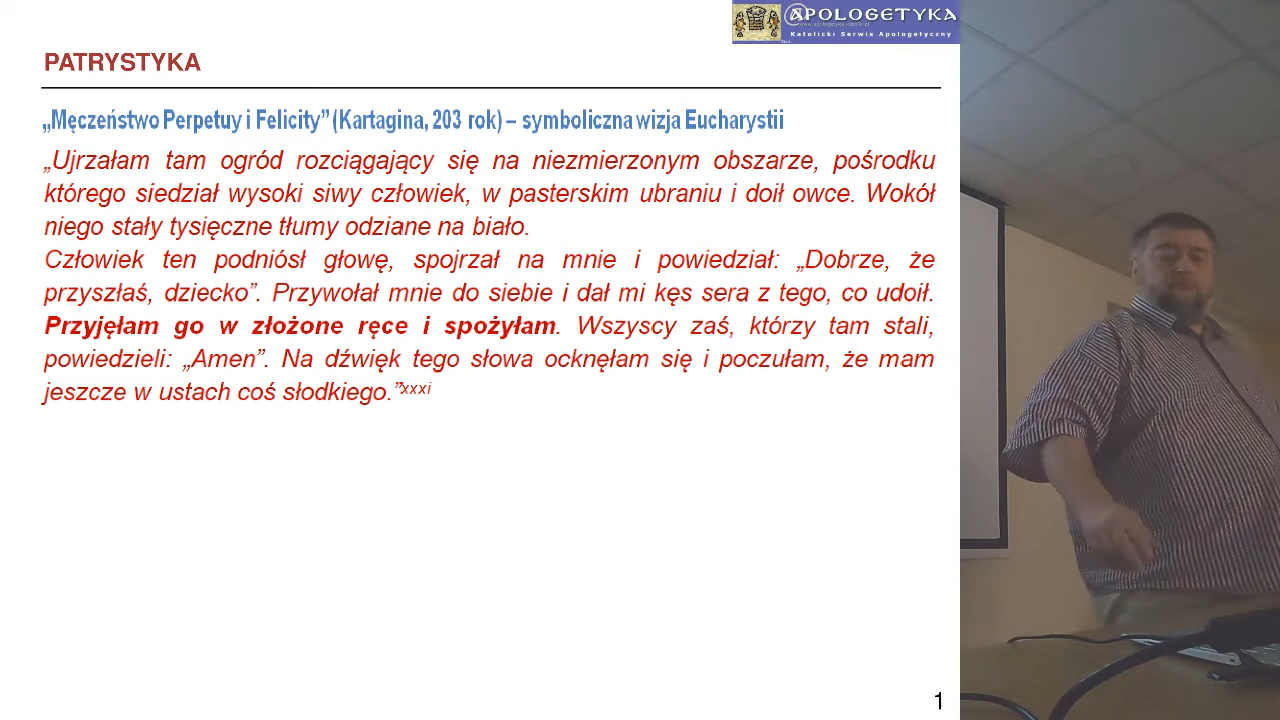 @POLOGETYKA
www.apologetyka.katolik.pl
Katolicki Serwis Apologetyczny
PATRYSTYKA
„Męczeństwo Perpetuy i Felicity” (Kartagina, 203 rok) – symboliczna wizja Eucharystii
„Ujrzałam tam ogród rozciągający się na niezmierzonym obszarze, pośrodku
którego siedział wysoki siwy człowiek, w pasterskim ubraniu i doił owce. Wokół
niego stały tysięczne tłumy odziane na biało.
Człowiek ten podniósł głowę, spojrzał na mnie i powiedział: „Dobrze, że
przyszłaś, dziecko”. Przywołał mnie do siebie i dał mi kęs sera z tego, co udoił.
Przyjęłam go w złożone ręce i spożyłam. Wszyscy zaś, którzy tam stali,
powiedzieli: „Amen”. Na dźwięk tego słowa ocknęłam się i poczułam, że mam
jeszcze w ustach coś słodkiego.”xxxi
1